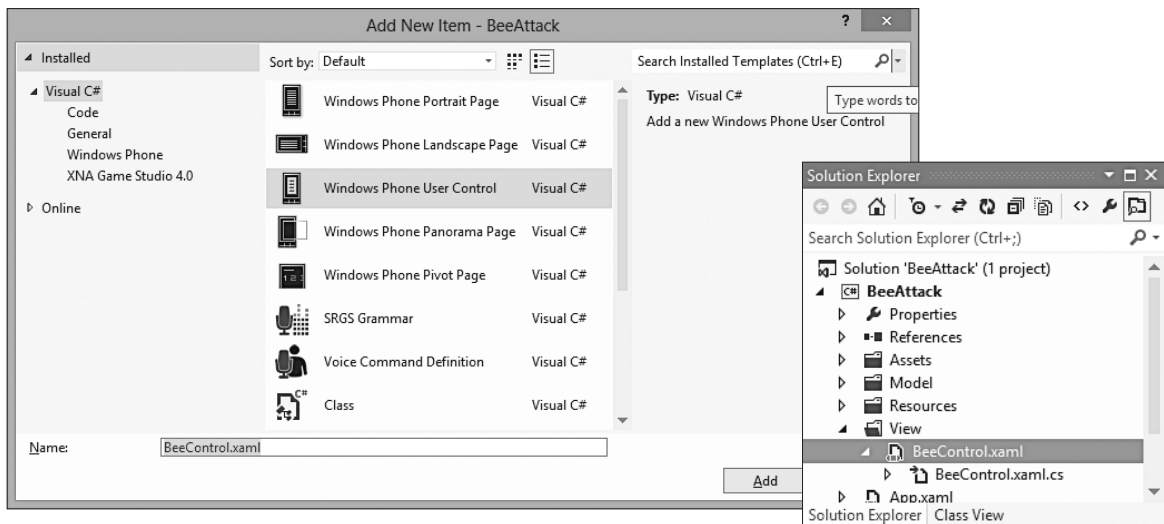 Add New Item - BeeAttack
?
Installed
Sort by: Default
Search Installed Templates (Ctrl+E)
Visual C#
Code
General
Windows Phone
XNA Game Studio 4.0
Online
Windows Phone Portrait Page Visual C#
Windows Phone Landscape Page Visual C#
Windows Phone User Control Visual C#
Windows Phone Panorama Page Visual C#
Windows Phone Pivot Page Visual C#
SRGS Grammar Visual C#
Voice Command Definition Visual C#
Class Visual C#
Type: Visual C#
Type words to
Add a new Windows Phone User Control
Name: BeeControl.xaml
Add
Solution Explorer
Search Solution Explorer (Ctrl+;)
Solution 'BeeAttack' (1 project)
C# BeeAttack
Properties
References
Assets
Model
Resources
View
BeeControl.xaml
BeeControl.xaml.cs
App.xaml
Solution Explorer Class View